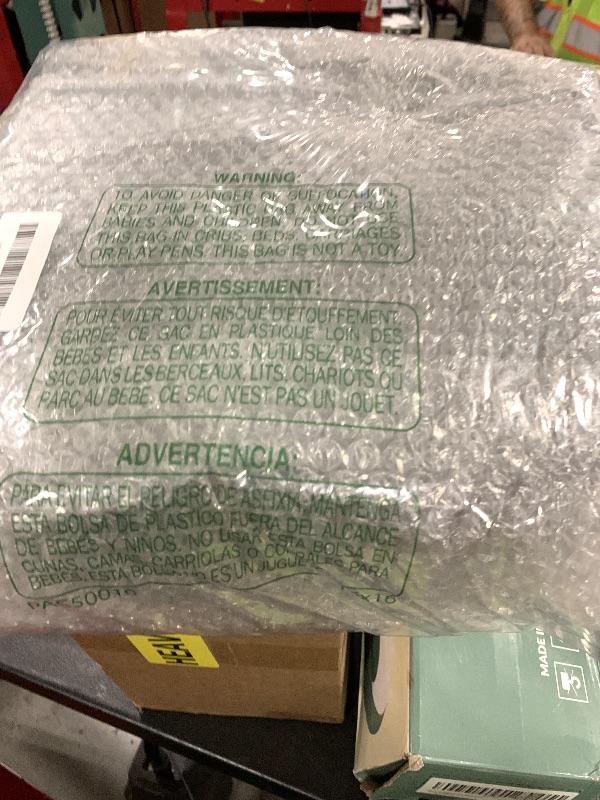 WARNING:
TO AVOID DANGER OF SUFFOCATION,
KEEP THIS PLASTIC BAG AWAY FROM
BABIES AND CHILDREN. DO NOT USE
THIS BAG IN CRIBS, BEDS, CARRIAGES
OR PLAY PENS. THIS BAG IS NOT A TOY.
AVERTISSEMENT:
POUR ÉVITER TOUT RISQUE D'ÉTOUFFEMENT,
GARDEZ CE SAC EN PLASTIQUE LOIN DES
BÉBÉS ET LES ENFANTS. N'UTILISEZ PAS CE
SAC DANS LES BERCEAUX, LITS, CHARIOTS OU
PARC AU BÉBÉ. CE SAC N'EST PAS UN JOUET.
ADVERTENCIA:
PARA EVITAR EL PELIGRO DE ASFIXIA, MANTENGA
ESTA BOLSA DE PLASTICO FUERA DEL ALCANCE
DE BEBES Y NINOS. NO USAR ESTA BOLSA EN
CUNAS, CAMAS, CARRIOLAS O CORRALES PARA
BEBES. ESTA BOLSA NO ES UN JUGUETE.
HEAV
MADE I